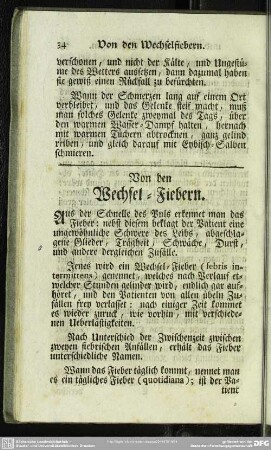 34 Von den Wechselfiebern.
verschonen, und nicht der Kälte, und Ungestü-
me des Wetters aussetzen, dann dazumal haben
sie gewiß einen Rückfall zu befürchten.
Wann der Schmerzen lang auf einem Ort
verbleibt, und das Gelenke steif macht, muß
man solches Gelenke zweymal des Tags, über
den warmen Wasser-Dampf halten, hernach
mit warmen Tüchern abtrocknen, ganz gelind
reiben, und gleich darauf mit Eybisch-Salben
schmieren.
Von den
Wechsel-Fiebern.
Aus der Schnelle des Puls erkennet man das
Fieber: nebst diesem beklagt der Patient eine
ungewöhnliche Schwere des Leibs, abgeschla-
gene Glieder, Trägheit, Schwäche, Durst,
und andere dergleichen Zufälle.
Jenes wird ein Wechsel-Fieber (febris in-
termittens) genennet, welches nach Verlauf et-
welcher Stunden gelinder wird, endlich gar auf-
höret, und den Patienten von allen übeln Zu-
fällen frey verlasset: nach einiger Zeit kommet
es wieder zuruck, wie vorhin, mit verschiede-
nen Ueberlästigkeiten.
Nach Unterschied der Zwischenzeit zwischen
zweyen fiebrischen Anfällen, erhält das Fieber
unterschiedliche Namen.
Wann das Fieber täglich kommt, nennet man
es ein tägliches Fieber (quotidiana); ist der Pa-
tient